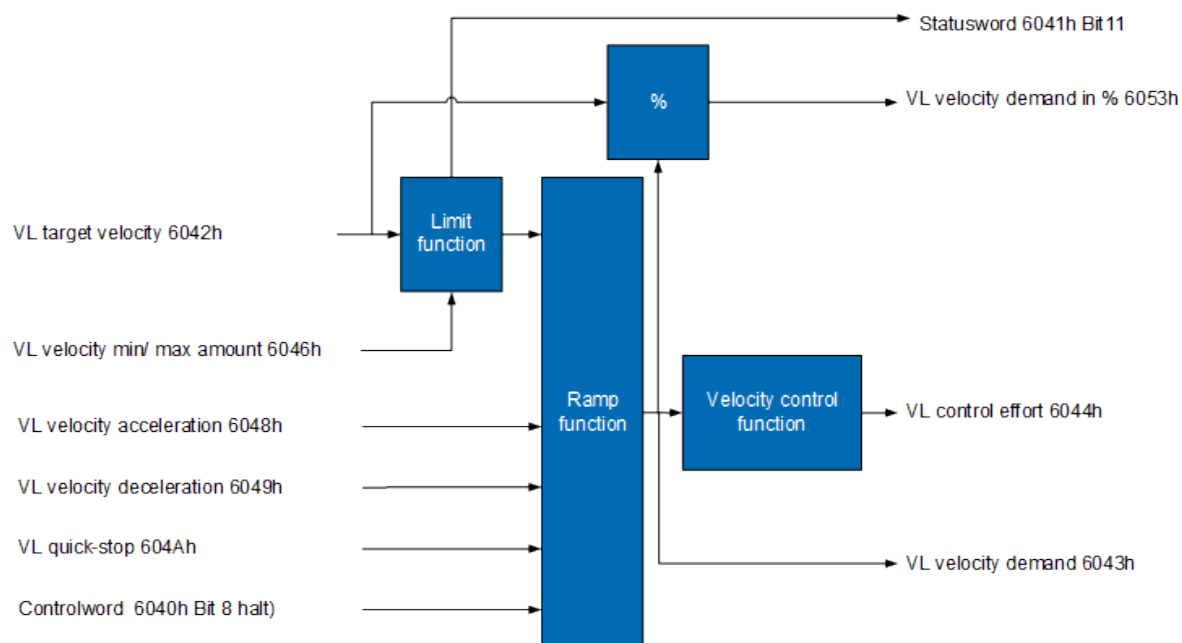 Statusword 6041h Bit11
%
VL velocity demand in % 6053h
VL target velocity 6042h
Limit
function
VL velocity min/ max amount 6046h
Ramp
function
Velocity control
function
VL control effort 6044h
VL velocity acceleration 6048h
VL velocity deceleration 6049h
VL quick-stop 604Ah
VL velocity demand 6043h
Controlword  6040h Bit 8 halt)